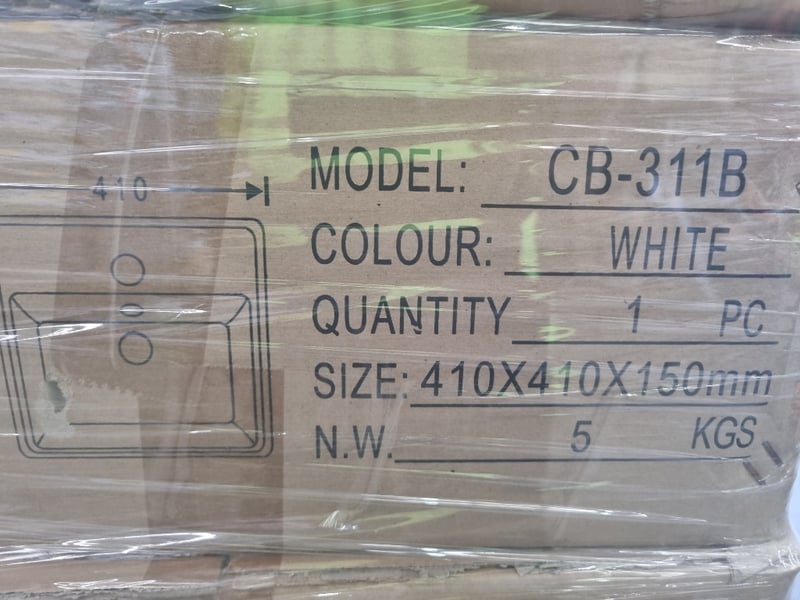 410
MODEL: CB-311B
COLOUR: WHITE
QUANTITY 1 PC
SIZE: 410X410X150mm
N.W. 5 KGS